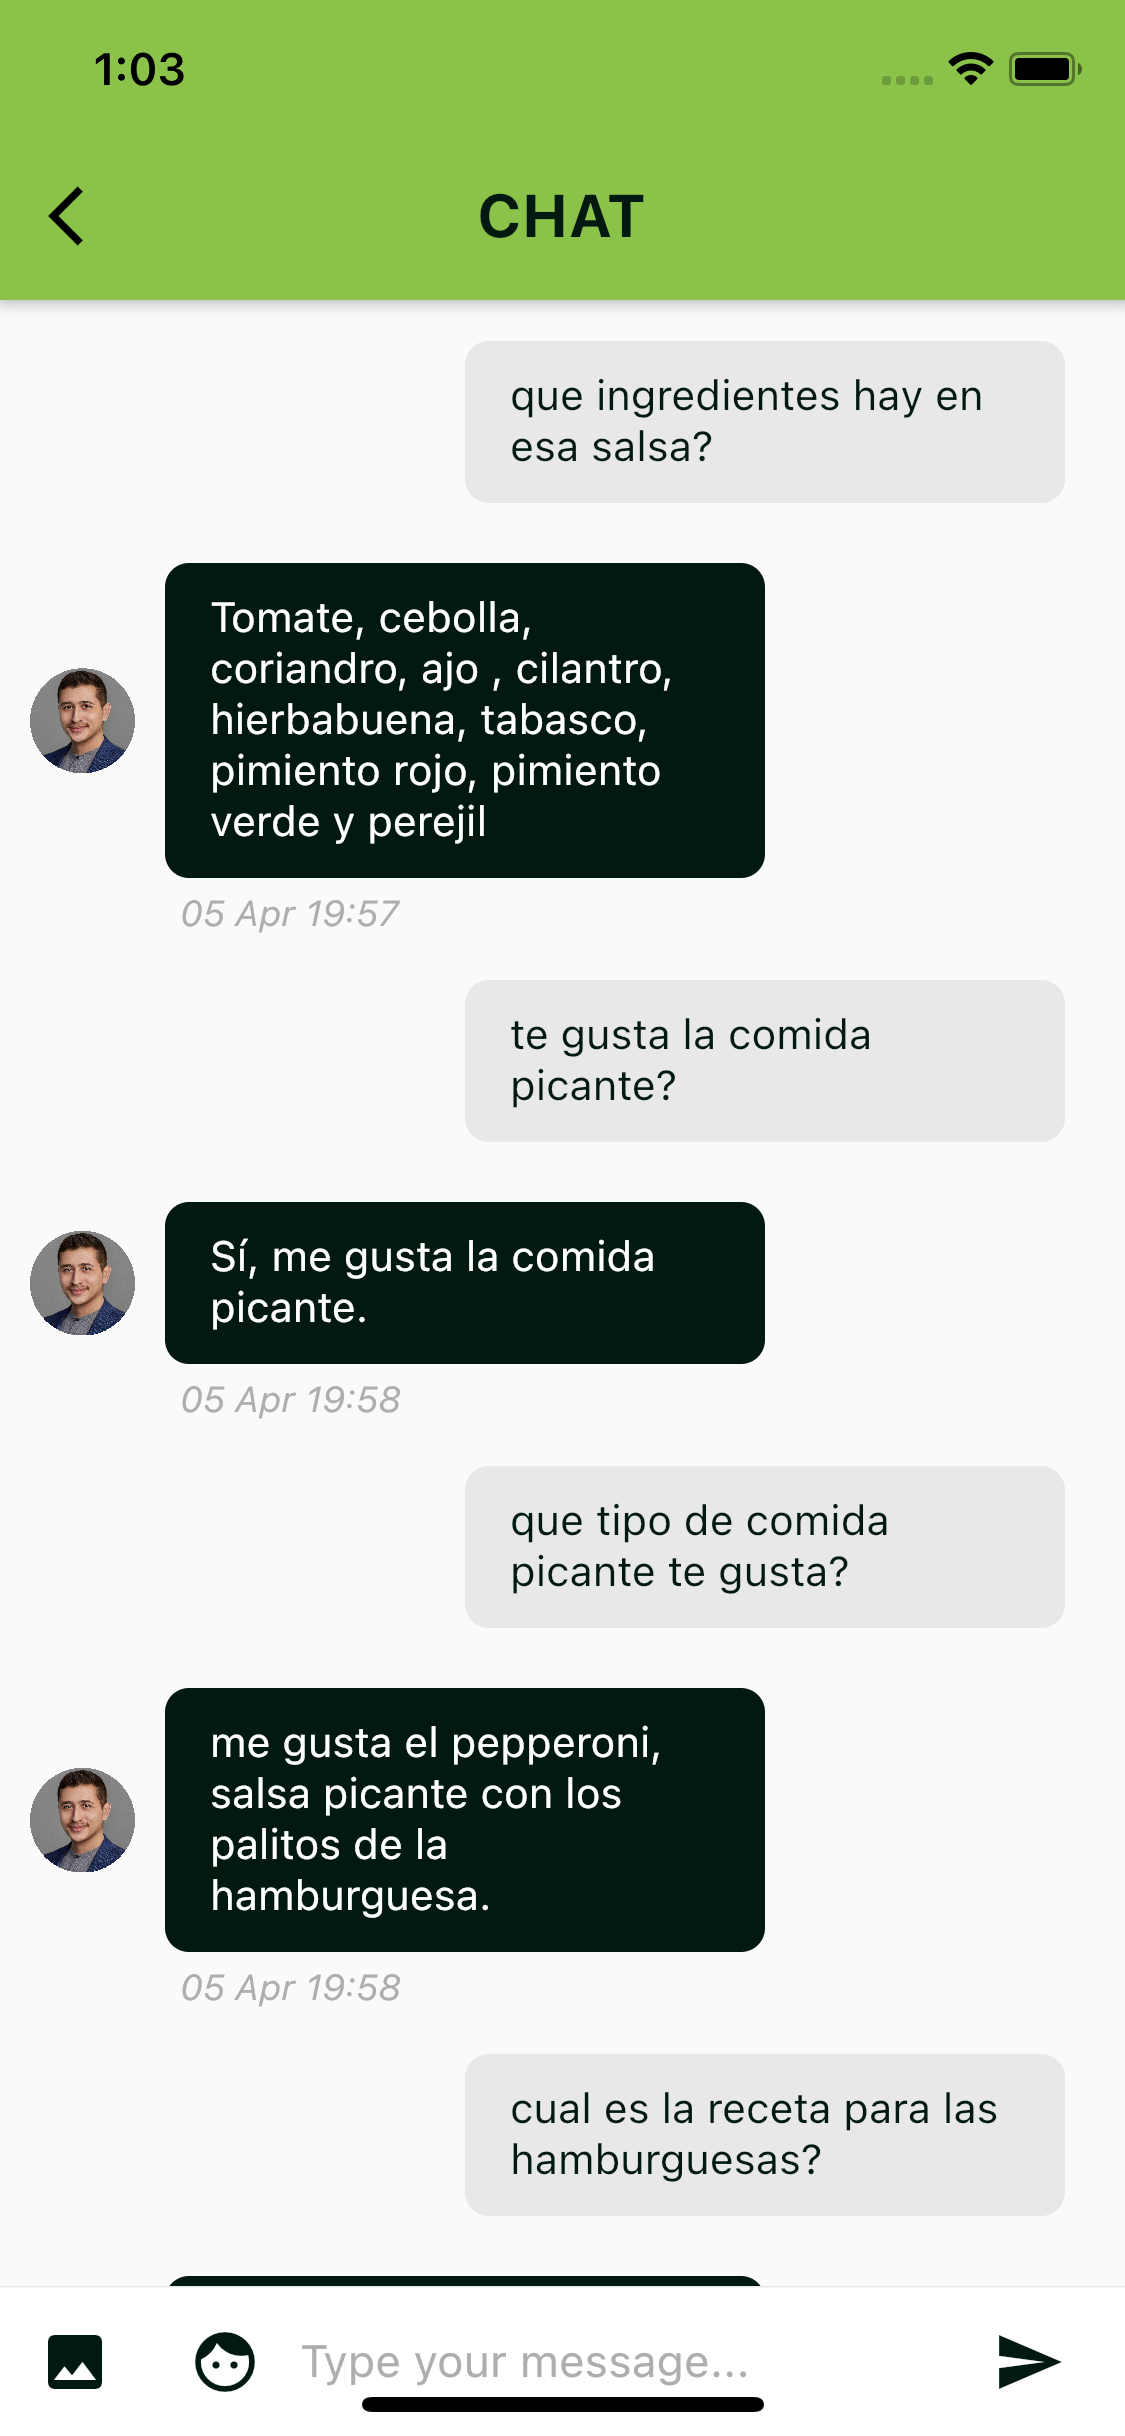 1:03
CHAT
que ingredientes hay en
esa salsa?
Tomate, cebolla,
coriandro, ajo , cilantro,
hierbabuena, tabasco,
pimiento rojo, pimiento
verde y perejil
05 Apr 19:57
te gusta la comida
picante?
Sí, me gusta la comida
picante.
05 Apr 19:58
que tipo de comida
picante te gusta?
me gusta el pepperoni,
salsa picante con los
palitos de la
hamburguesa.
05 Apr 19:58
cual es la receta para las
hamburguesas?
Type your message...